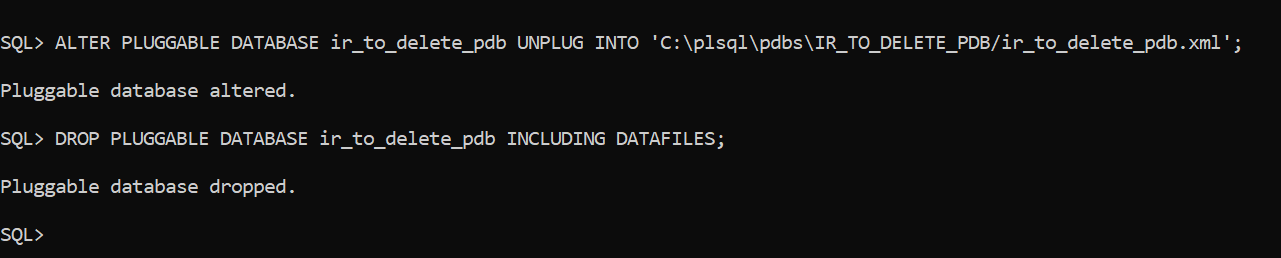 SQL> ALTER PLUGGABLE DATABASE ir_to_delete_pdb UNPLUG INTO 'C:\plsql\pdbs\IR_TO_DELETE_PDB/ir_to_delete_pdb.xml';
Pluggable database altered.
SQL> DROP PLUGGABLE DATABASE ir_to_delete_pdb INCLUDING DATAFILES;
Pluggable database dropped.
SQL>